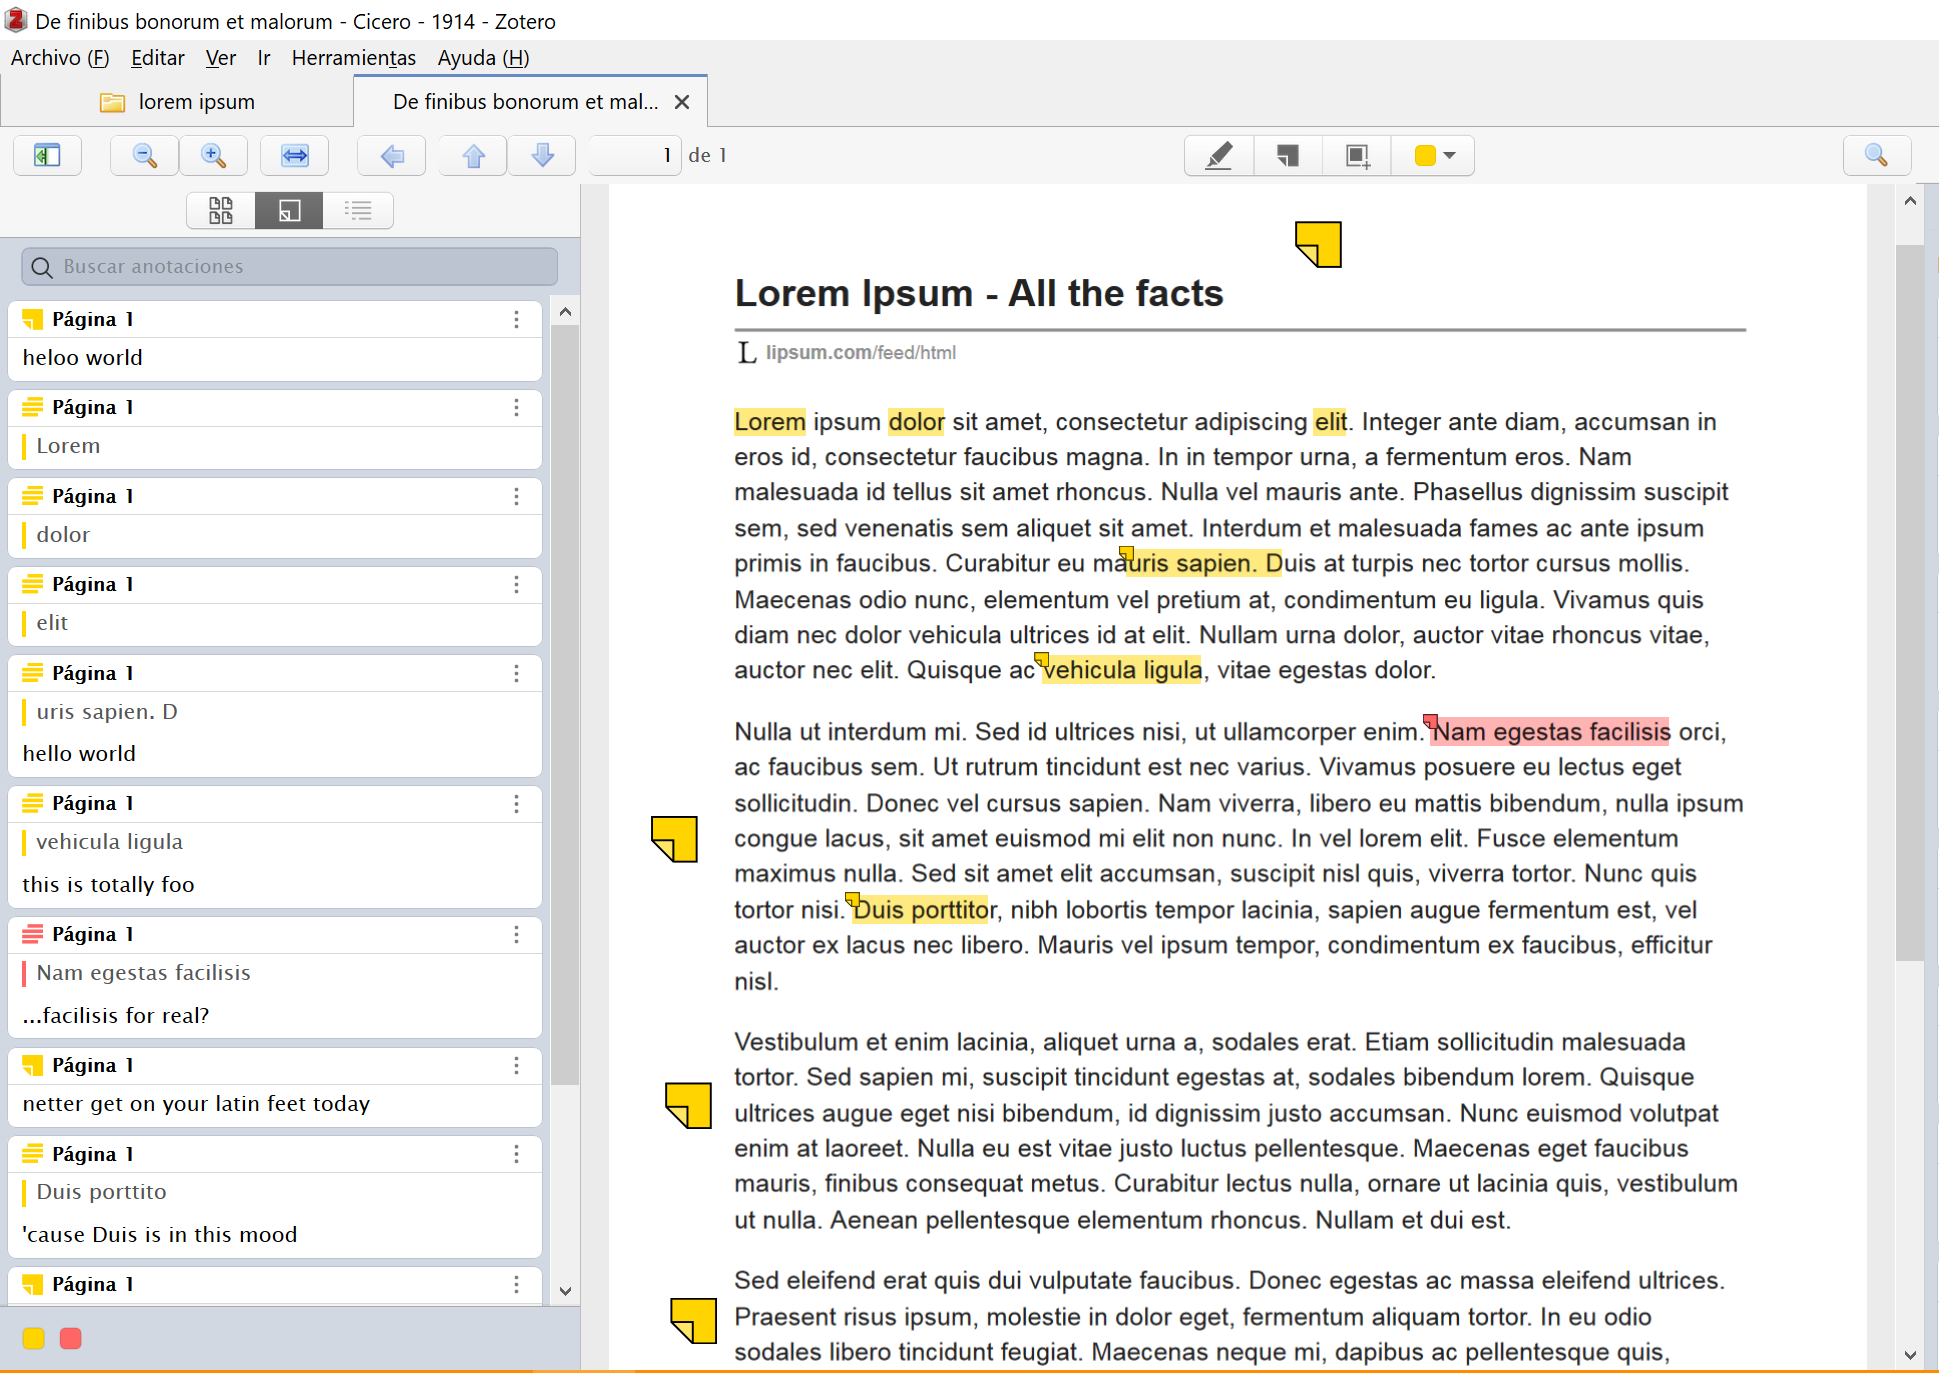 De finibus bonorum et malorum - Cicero - 1914 - Zotero
Archivo (F) Editar Ver Ir Herramientas Ayuda (H)
lorem ipsum
De finibus bonorum et mal...
1 de 1
Buscar anotaciones
Página 1
heloo world
Página 1
Lorem
Página 1
dolor
Página 1
elit
Página 1
uris sapien. D
hello world
Página 1
vehicula ligula
this is totally foo
Página 1
Nam egestas facilisis
...facilisis for real?
Página 1
netter get on your latin feet today
Página 1
Duis porttito
'cause Duis is in this mood
Página 1
Lorem Ipsum - All the facts
L lipsum.com/feed/html
Lorem ipsum dolor sit amet, consectetur adipiscing elit. Integer ante diam, accumsan in
eros id, consectetur faucibus magna. In in tempor urna, a fermentum eros. Nam
malesuada id tellus sit amet rhoncus. Nulla vel mauris ante. Phasellus dignissim suscipit
sem, sed venenatis sem aliquet sit amet. Interdum et malesuada fames ac ante ipsum
primis in faucibus. Curabitur eu mauris sapien. Duis at turpis nec tortor cursus mollis.
Maecenas odio nunc, elementum vel pretium at, condimentum eu ligula. Vivamus quis
diam nec dolor vehicula ultrices id at elit. Nullam urna dolor, auctor vitae rhoncus vitae,
auctor nec elit. Quisque ac vehicula ligula, vitae egestas dolor.
Nulla ut interdum mi. Sed id ultrices nisi, ut ullamcorper enim. Nam egestas facilisis orci,
ac faucibus sem. Ut rutrum tincidunt est nec varius. Vivamus posuere eu lectus eget
sollicitudin. Donec vel cursus sapien. Nam viverra, libero eu mattis bibendum, nulla ipsum
congue lacus, sit amet euismod mi elit non nunc. In vel lorem elit. Fusce elementum
maximus nulla. Sed sit amet elit accumsan, suscipit nisl quis, viverra tortor. Nunc quis
tortor nisi. Duis porttitor, nibh lobortis tempor lacinia, sapien augue fermentum est, vel
auctor ex lacus nec libero. Mauris vel ipsum tempor, condimentum ex faucibus, efficitur
nisl.
Vestibulum et enim lacinia, aliquet urna a, sodales erat. Etiam sollicitudin malesuada
tortor. Sed sapien mi, suscipit tincidunt egestas at, sodales bibendum lorem. Quisque
ultrices augue eget nisi bibendum, id dignissim justo accumsan. Nunc euismod volutpat
enim at laoreet. Nulla eu est vitae justo luctus pellentesque. Maecenas eget faucibus
mauris, finibus consequat metus. Curabitur lectus nulla, ornare ut lacinia quis, vestibulum
ut nulla. Aenean pellentesque elementum rhoncus. Nullam et dui est.
Sed eleifend erat quis dui vulputate faucibus. Donec egestas ac massa eleifend ultrices.
Praesent risus ipsum, molestie in dolor eget, fermentum aliquam tortor. In eu odio
sodales libero tincidunt feugiat. Maecenas neque mi, dapibus ac pellentesque quis,